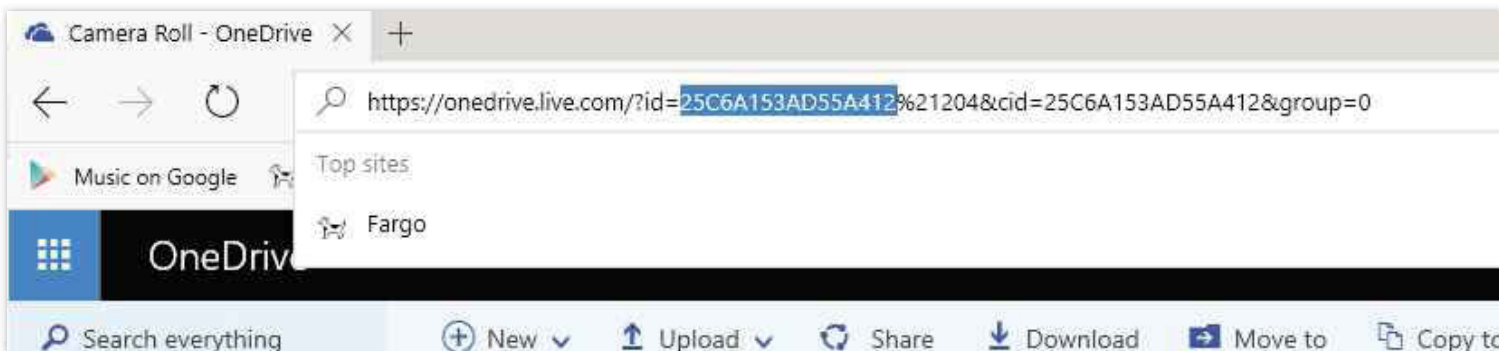 Camera Roll - OneDrive
https://onedrive.live.com/?id=25C6A153AD55A412%21204&cid=25C6A153AD55A412&group=0
Music on Google
Top sites
Fargo
OneDrive
Search everything New Upload Share Download Move to Copy to